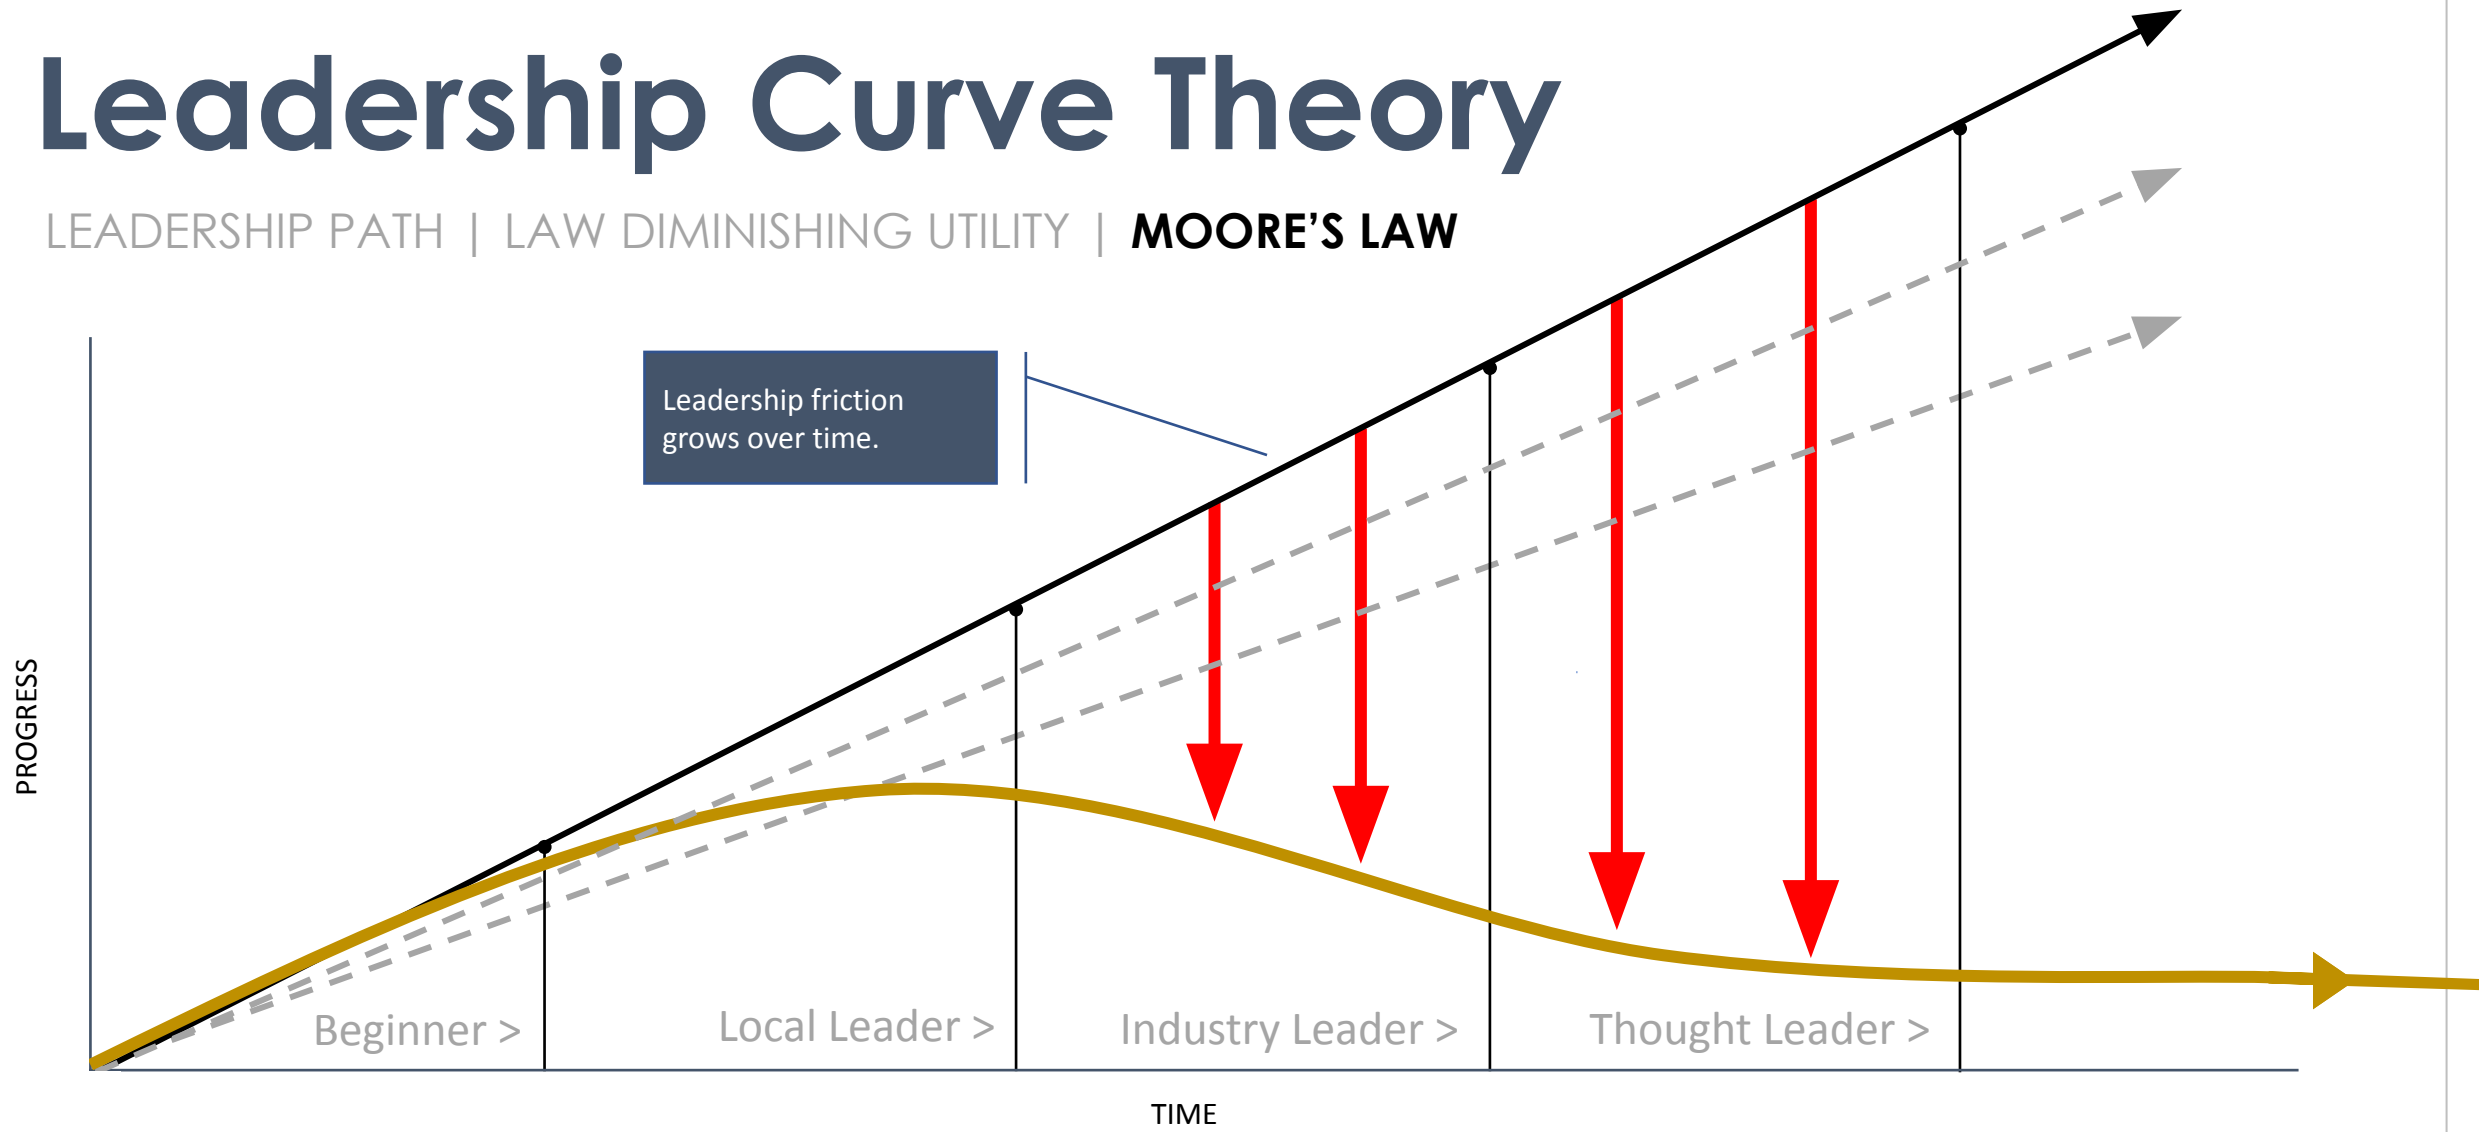 Leadership Curve Theory
LEADERSHIP PATH | LAW DIMINISHING UTILITY | MOORE’S LAW
Leadership friction
grows over time.
PROGRESS
Beginner >
Local Leader >
Industry Leader >
Thought Leader >
TIME